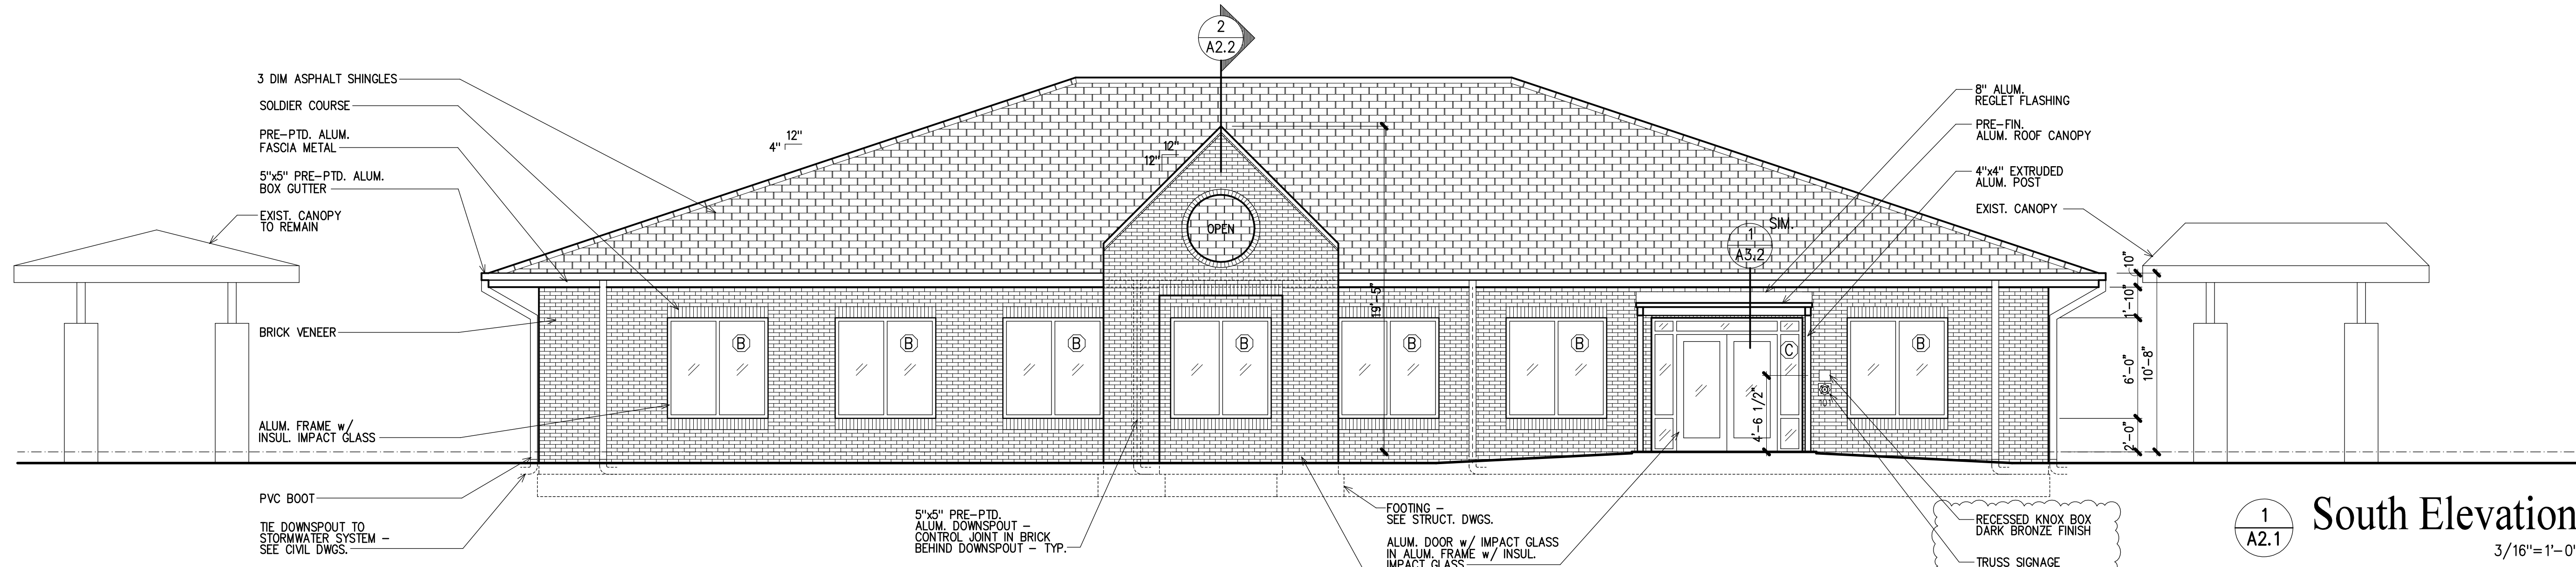 2
A2.2
3 DIM ASPHALT SHINGLES
SOLDIER COURSE
PRE-PTD. ALUM.
FASCIA METAL
5"x5" PRE-PTD. ALUM.
BOX GUTTER
EXIST. CANOPY
TO REMAIN
BRICK VENEER
ALUM. FRAME w/
INSUL. IMPACT GLASS
PVC BOOT
TIE DOWNSPOUT TO
STORMWATER SYSTEM -
SEE CIVIL DWGS.
12"
4"
12"
12"
OPEN
19'-5"
B
B
B
B
B
B
B
C
1
A3.2
SIM.
4'-6 1/2"
101
8" ALUM.
REGLET FLASHING
PRE-FIN.
ALUM. ROOF CANOPY
4"x4" EXTRUDED
ALUM. POST
EXIST. CANOPY
10"
1'-10"
6'-0"
10'-8"
2'-0"
5"x5" PRE-PTD.
ALUM. DOWNSPOUT -
CONTROL JOINT IN BRICK
BEHIND DOWNSPOUT - TYP.
FOOTING -
SEE STRUCT. DWGS.
ALUM. DOOR w/ IMPACT GLASS
IN ALUM. FRAME w/ INSUL.
IMPACT GLASS
RECESSED KNOX BOX
DARK BRONZE FINISH
TRUSS SIGNAGE
1
A2.1
South Elevation
3/16"=1'-0"